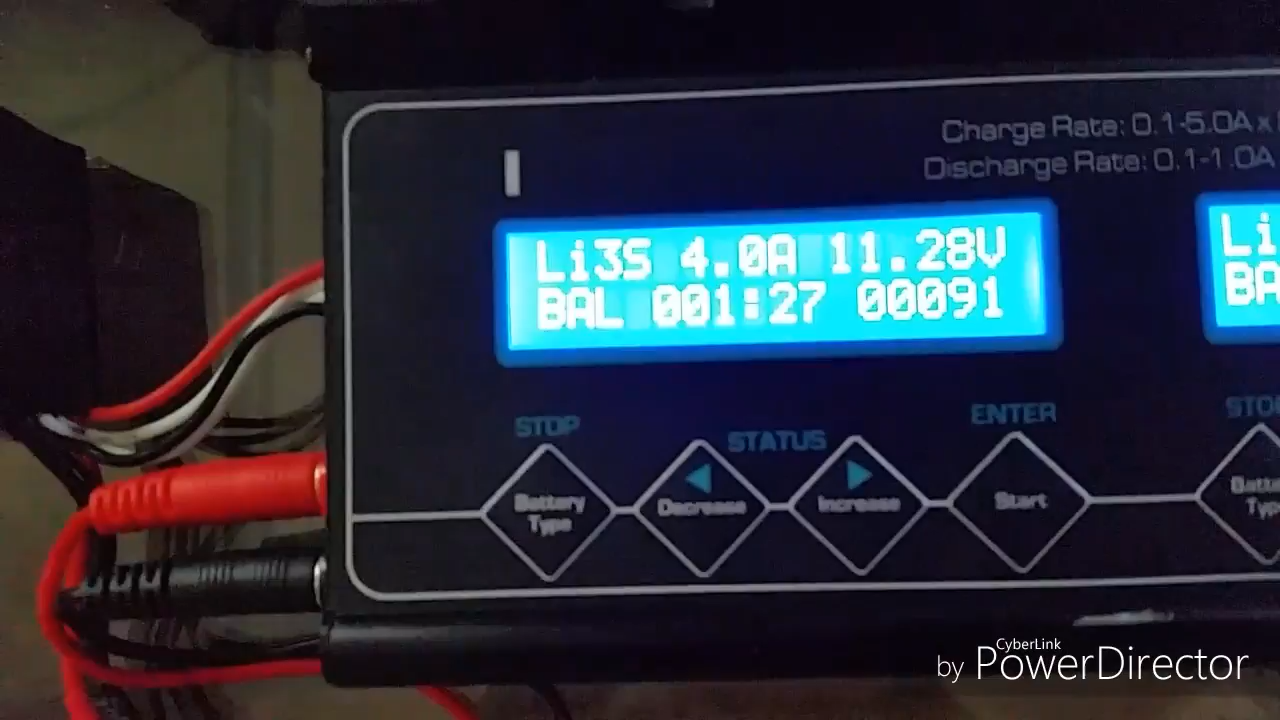 Charge Rate: 0.1-5.0A x
Discharge Rate: 0.1-1.0A
Li3S 4.0A 11.28V
BAL 001:27 00091
Li
BA
STOP
STATUS
ENTER
STOP
Battery
Type
Decrease
Increase
Start
Batte
Typ
CyberLink
by PowerDirector